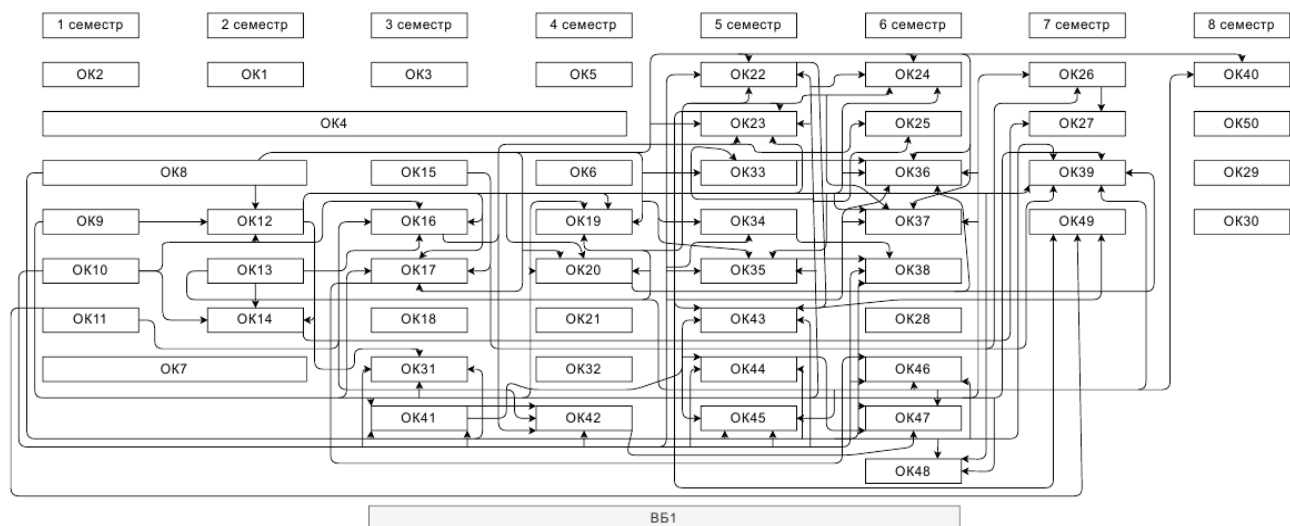 1 семестр 2 семестр 3 семестр 4 семестр 5 семестр 6 семестр 7 семестр 8 семестр
ОК2 ОК1 ОК3 ОК5 ОК22 ОК24 ОК26 ОК40
ОК4 ОК23 ОК25 ОК27 ОК50
ОК8 ОК15 ОК6 ОК33 ОК36 ОК39 ОК29
ОК9 ОК12 ОК16 ОК19 ОК34 ОК37 ОК49 ОК30
ОК10 ОК13 ОК17 ОК20 ОК35 ОК38
ОК11 ОК14 ОК18 ОК21 ОК43 ОК28
ОК7 ОК31 ОК32 ОК44 ОК46
ОК41 ОК42 ОК45 ОК47
ОК48
ВБ1